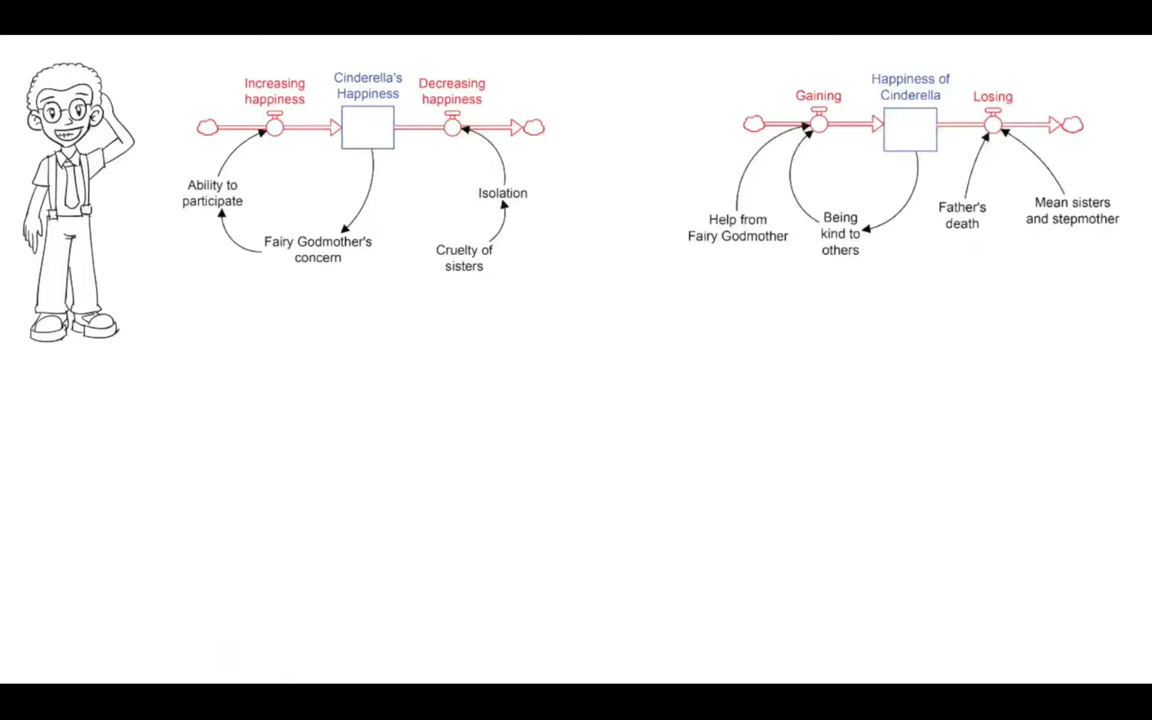 Increasing
happiness
Cinderella's
Happiness
Decreasing
happiness
Ability to
participate
Fairy Godmother's
concern
Isolation
Cruelty of
sisters
Happiness of
Cinderella
Gaining
Losing
Help from
Fairy Godmother
Being
kind to
others
Father's
death
Mean sisters
and stepmother